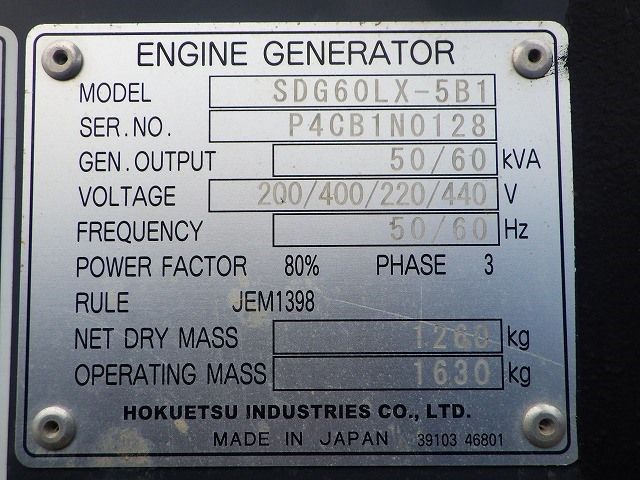 ENGINE GENERATOR
MODEL SDG60LX-5B1
SER.NO. P4CB1N0128
GEN.OUTPUT 50/60 kVA
VOLTAGE 200/400/220/440 V
FREQUENCY 50/60 Hz
POWER FACTOR 80% PHASE 3
RULE JEM1398
NET DRY MASS 1260 kg
OPERATING MASS 1630 kg
HOKUETSU INDUSTRIES CO., LTD.
MADE IN JAPAN 39103 46801